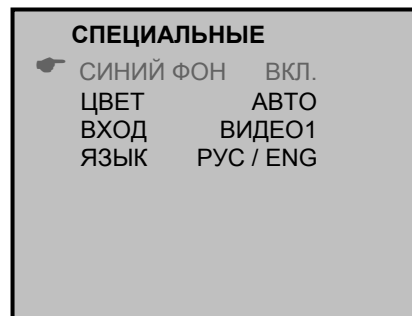 СПЕЦИАЛЬНЫЕ
СИНИЙ ФОН ВКЛ.
ЦВЕТ АВТО
ВХОД ВИДЕО1
ЯЗЫК РУС / ENG